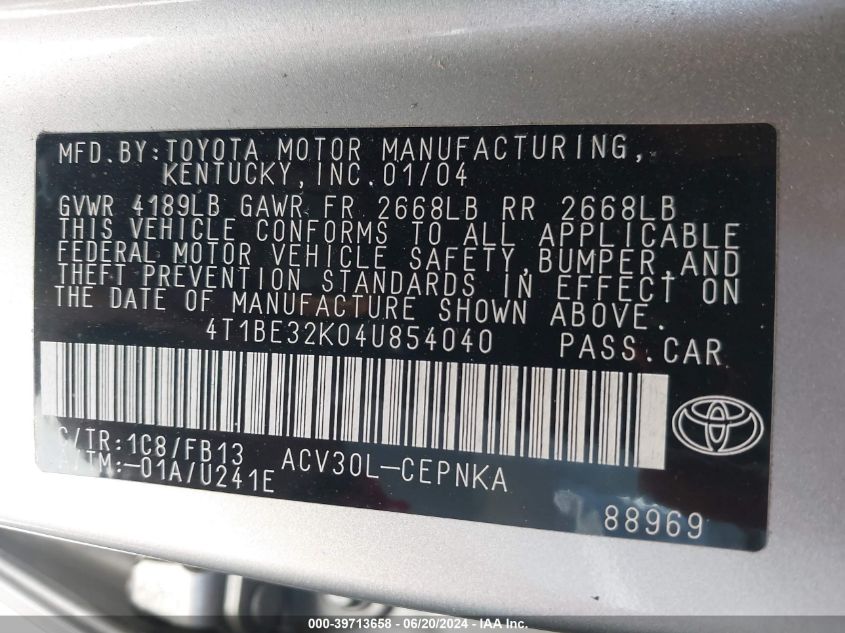 MFD.BY:TOYOTA MOTOR MANUFACTURING,
KENTUCKY,INC.01/04
GVWR 4189LB GAWR FR 2668LB RR 2668LB
THIS VEHICLE CONFORMS TO ALL APPLICABLE
FEDERAL MOTOR VEHICLE SAFETY,BUMPER,AND
THEFT PREVENTION STANDARDS IN EFFECT ON
THE DATE OF MANUFACTURE SHOWN ABOVE.
4T1BE32K04U854040 PASS.CAR
C/TR:1C8/FB13 ACV30L-CEPNKA
A/TM:-01A/U241E
88969
000-39713658 - 06/20/2024 - IAAI.COM